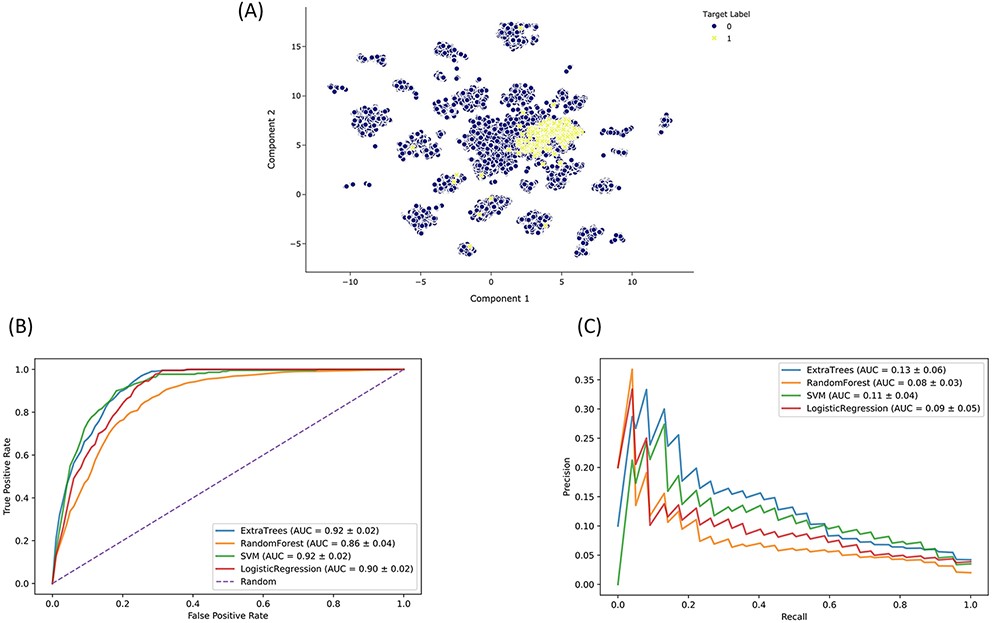 (A)
Target Label
0
1
15
10
5
0
−5
Component 2
−10
−5
0
5
10
Component 1
(B)
1.0
0.8
0.6
0.4
0.2
0.0
True Positive Rate
ExtraTrees (AUC = 0.92 ± 0.02)
RandomForest (AUC = 0.86 ± 0.04)
SVM (AUC = 0.92 ± 0.02)
LogisticRegression (AUC = 0.90 ± 0.02)
Random
0.0
0.2
0.4
0.6
0.8
1.0
False Positive Rate
(C)
ExtraTrees (AUC = 0.13 ± 0.06)
RandomForest (AUC = 0.08 ± 0.03)
SVM (AUC = 0.11 ± 0.04)
LogisticRegression (AUC = 0.09 ± 0.05)
0.35
0.30
0.25
0.20
0.15
0.10
0.05
0.00
Precision
0.0
0.2
0.4
0.6
0.8
1.0
Recall